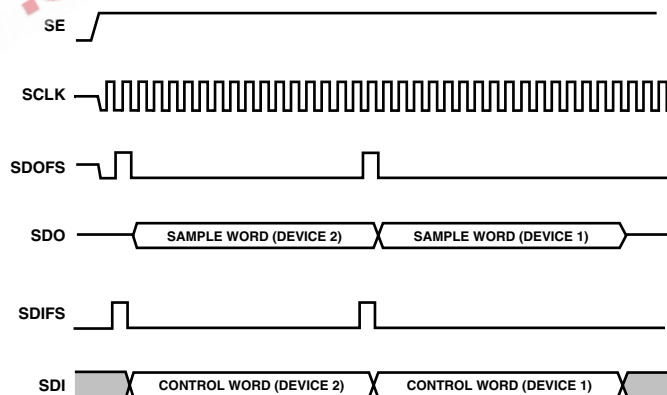 SE
SCLK
SDOFS
SDO SAMPLE WORD (DEVICE 2) SAMPLE WORD (DEVICE 1)
SDIFS
SDI CONTROL WORD (DEVICE 2) CONTROL WORD (DEVICE 1)